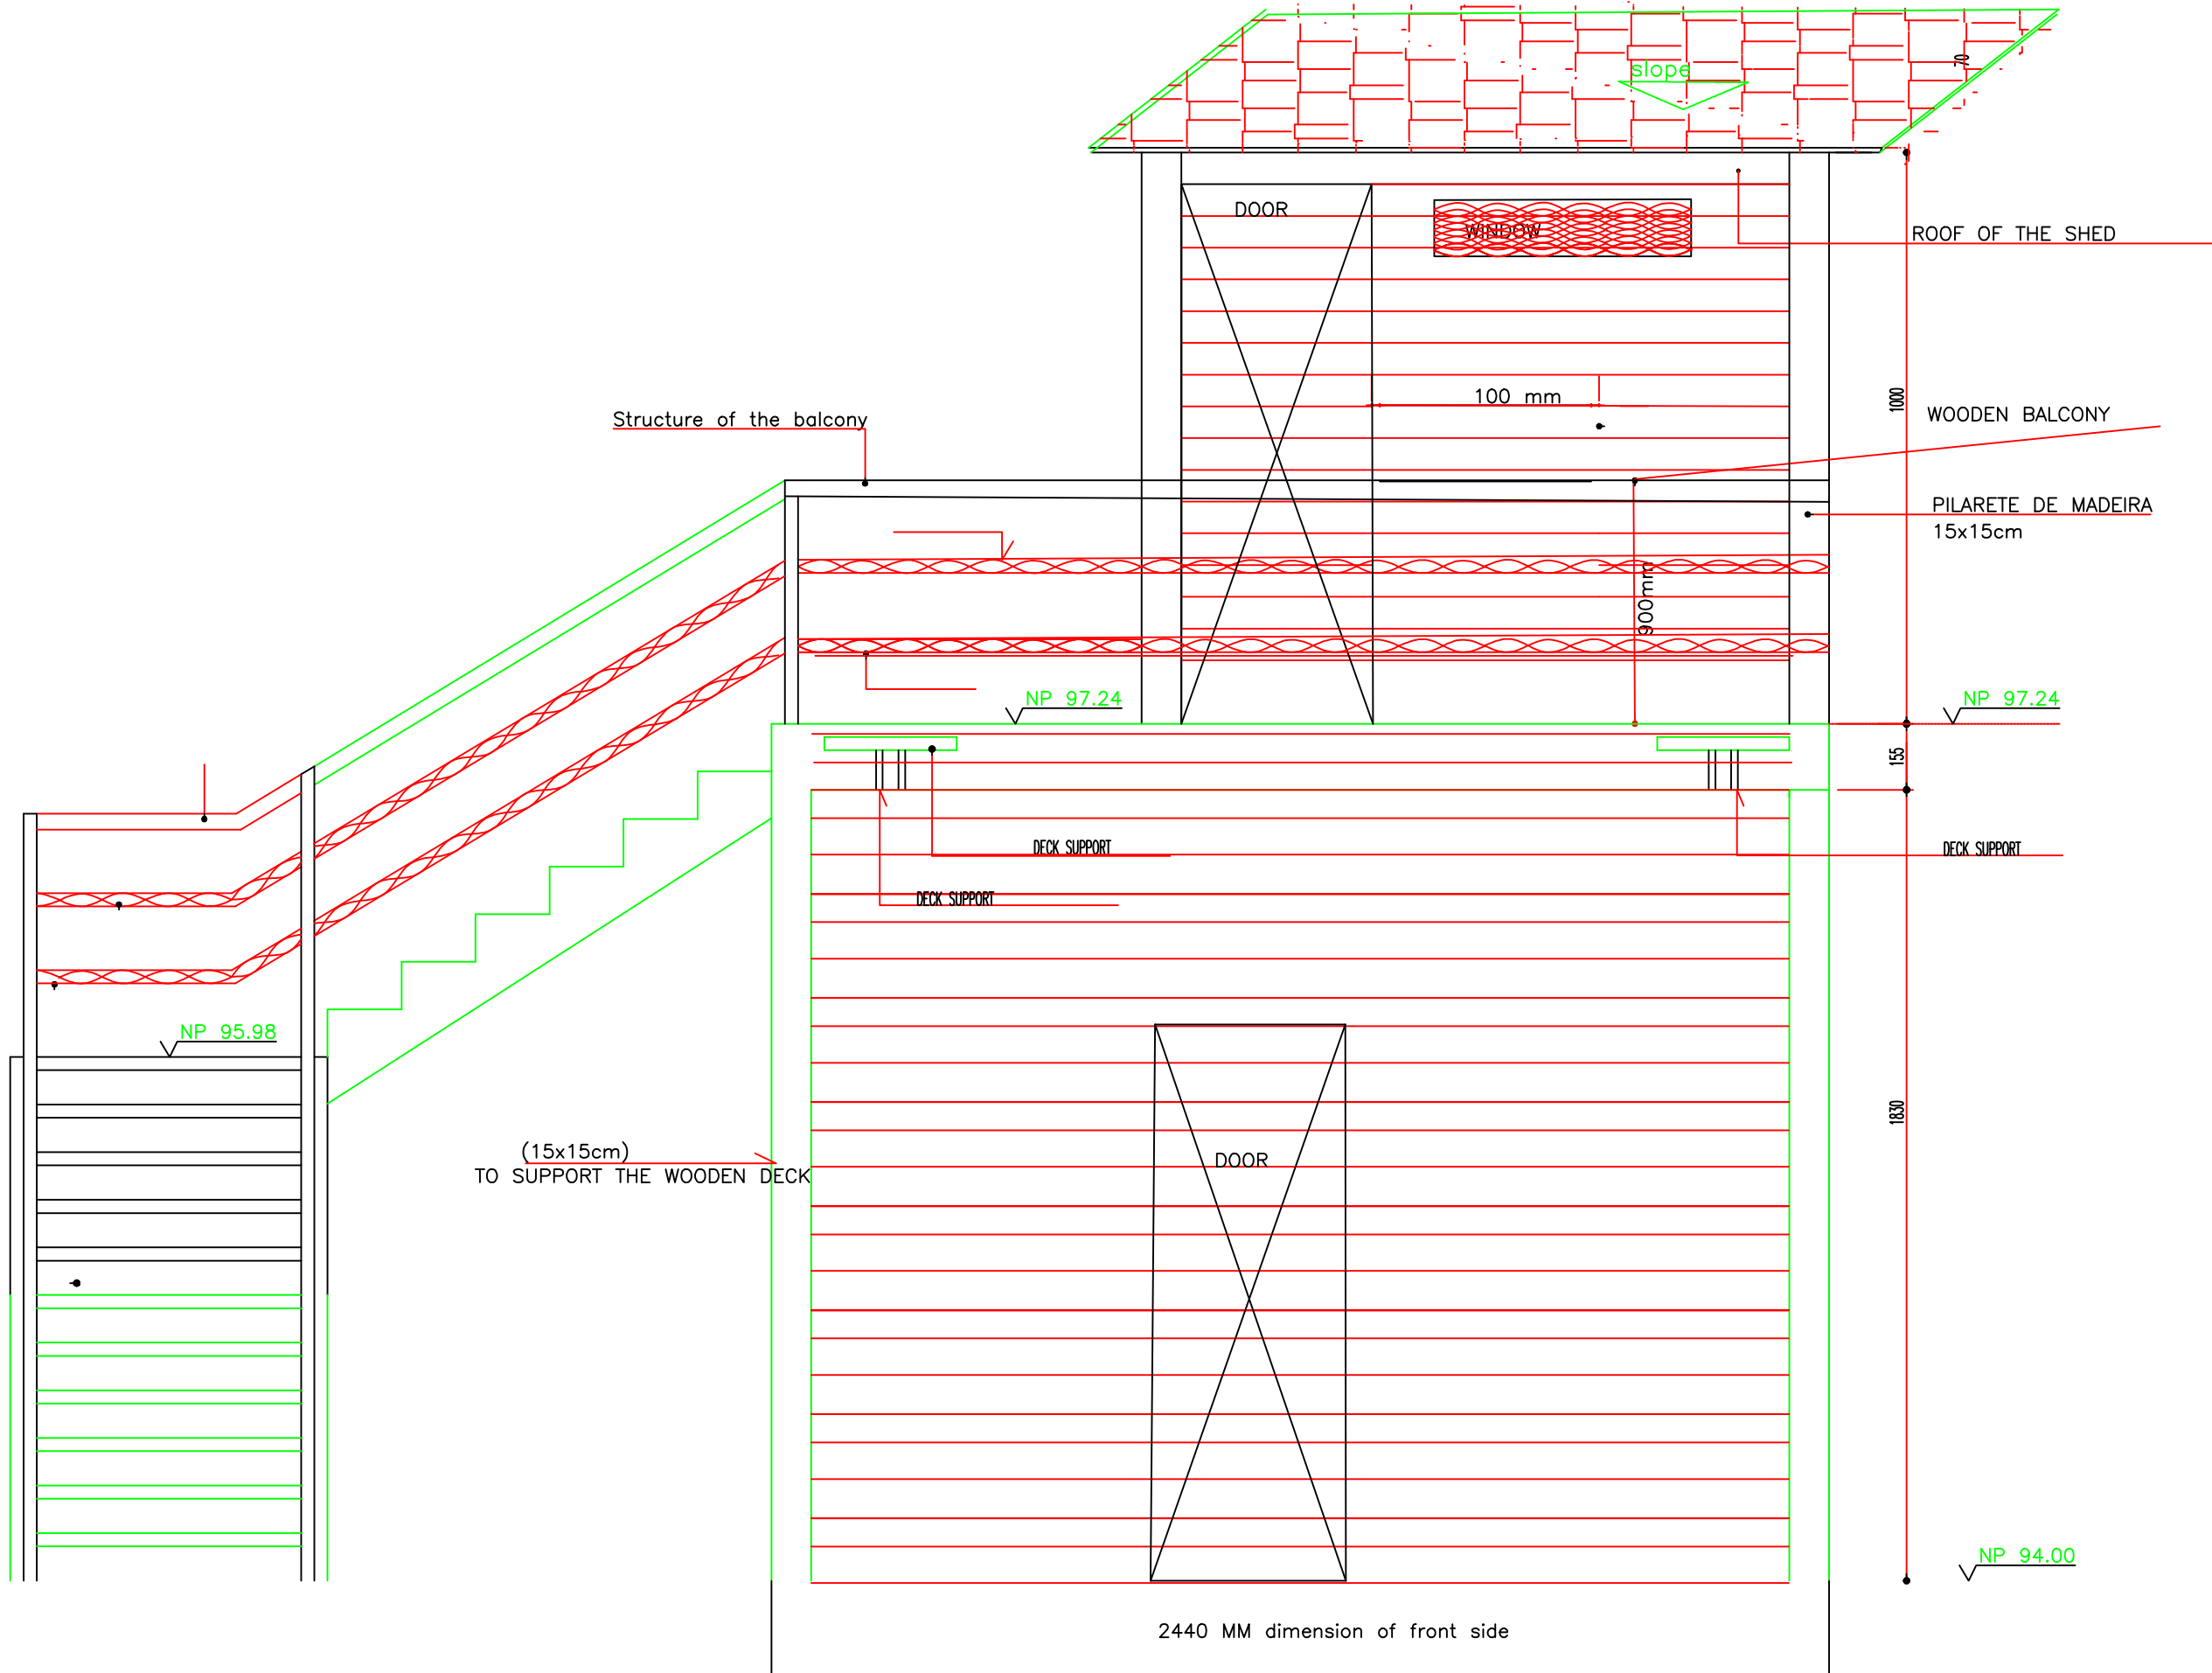 slope
70
DOOR
WINDOW
ROOF OF THE SHED
100 mm
1000
WOODEN BALCONY
Structure of the balcony
PILARETE DE MADEIRA
15x15cm
900mm
NP 97.24
NP 97.24
155
DECK SUPPORT
DECK SUPPORT
DECK SUPPORT
NP 95.98
1830
(15x15cm)
TO SUPPORT THE WOODEN DECK
DOOR
NP 94.00
2440 MM dimension of front side